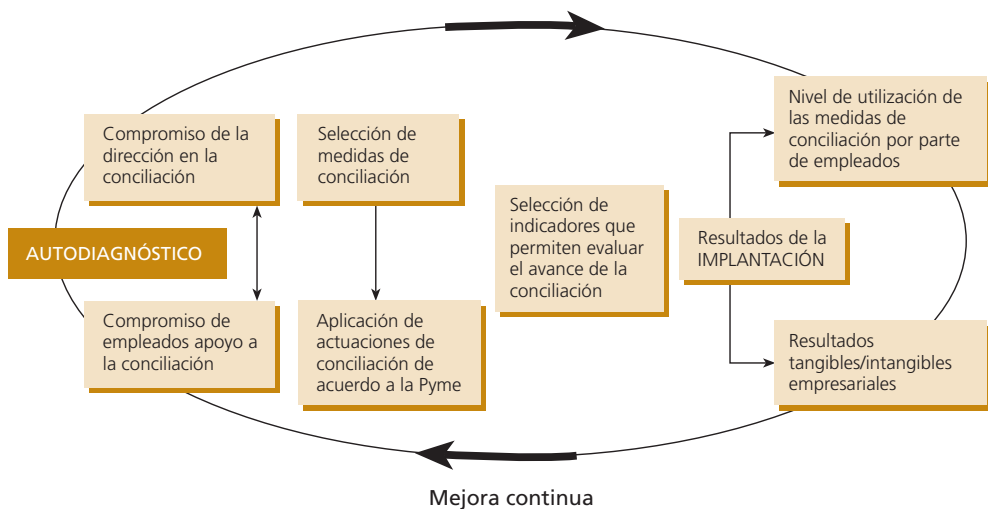 Compromiso de la
dirección en la
conciliación
Selección de
medidas de
conciliación
Nivel de utilización de
las medidas de
conciliación por parte
de empleados
AUTODIAGNÓSTICO
Selección de
indicadores que
permiten evaluar
el avance de la
conciliación
Resultados de la
IMPLANTACIÓN
Compromiso de
empleados apoyo a
la conciliación
Aplicación de
actuaciones de
conciliación de
acuerdo a la Pyme
Resultados
tangibles/intangibles
empresariales
Mejora continua